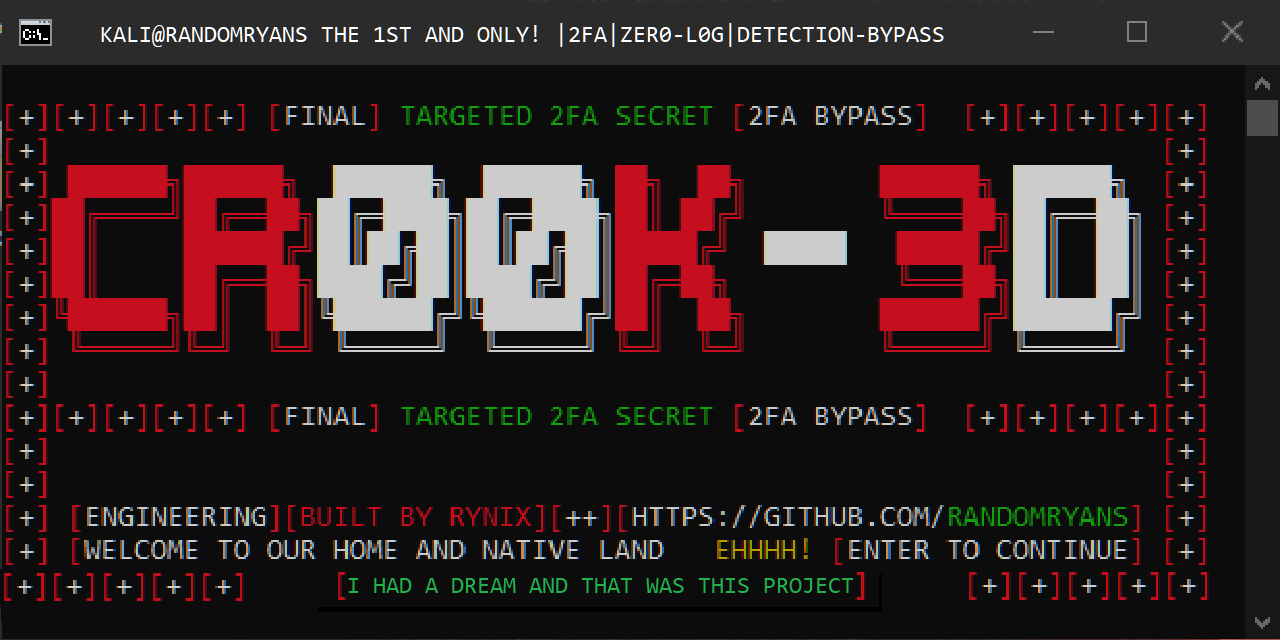 KALI@RANDOMRYANS THE 1ST AND ONLY! |2FA|ZER0-L0G|DETECTION-BYPASS
[+][+][+][+][+] [FINAL] TARGETED 2FA SECRET [2FA BYPASS] [+][+][+][+][+]
[+] [+]
[+] [+]
[+] [+]
[+] CR00K-3D [+]
[+] [+]
[+] [+]
[+] [+]
[+] [+]
[+][+][+][+][+] [FINAL] TARGETED 2FA SECRET [2FA BYPASS] [+][+][+][+][+]
[+] [+]
[+] [+]
[+] [ENGINEERING][BUILT BY RYNIX][++][HTTPS://GITHUB.COM/RANDOMRYANS] [+]
[+] [WELCOME TO OUR HOME AND NATIVE LAND EHHHH! [ENTER TO CONTINUE] [+]
[+][+][+][+][+] [I HAD A DREAM AND THAT WAS THIS PROJECT] [+][+][+][+][+]